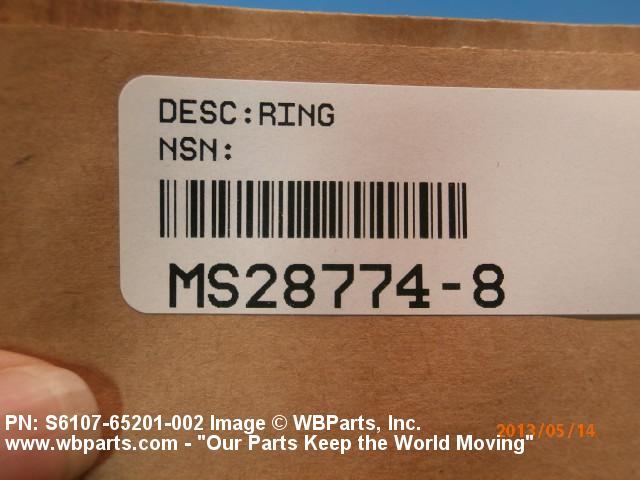 DESC:RING
NSN:
MS28774-8
PN: S6107-65201-002 Image © WBParts, Inc.
2013/05/14
www.wbparts.com - "Our Parts Keep the World Moving"